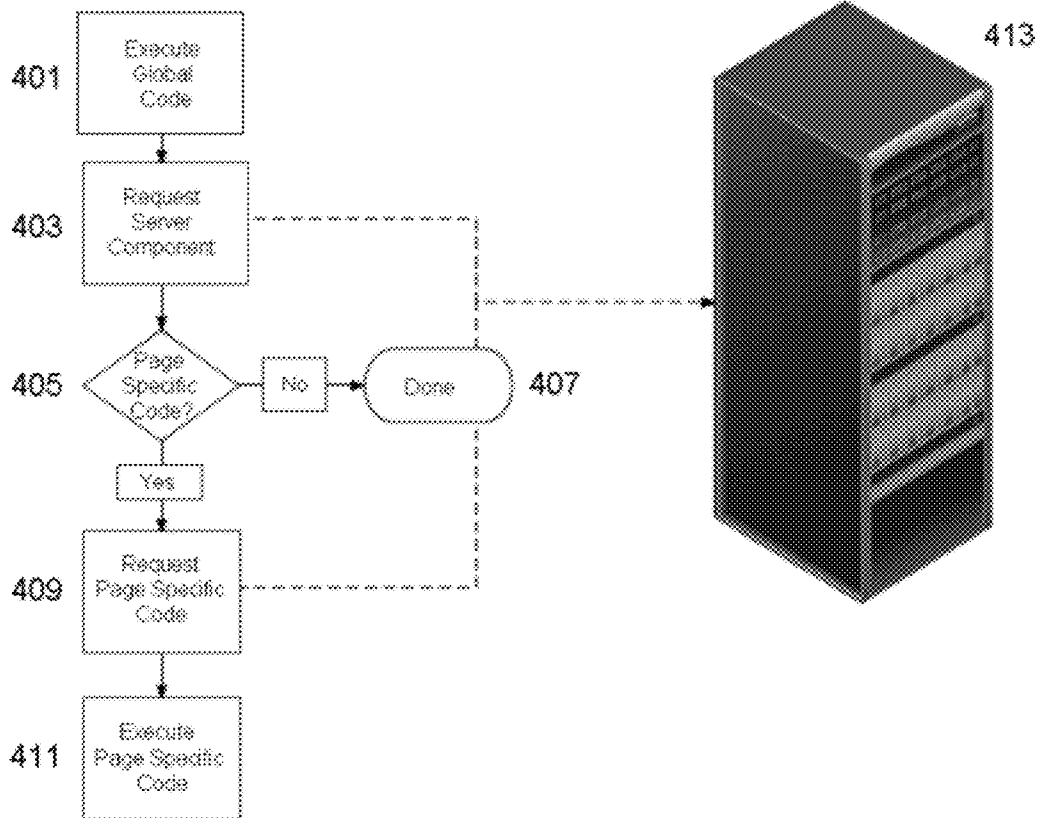 413
401
Execute
Global
Code
403
Request
Server
Component
405
Page
Specific
Code?
No
Done
407
Yes
409
Request
Page Specific
Code
411
Execute
Page Specific
Code